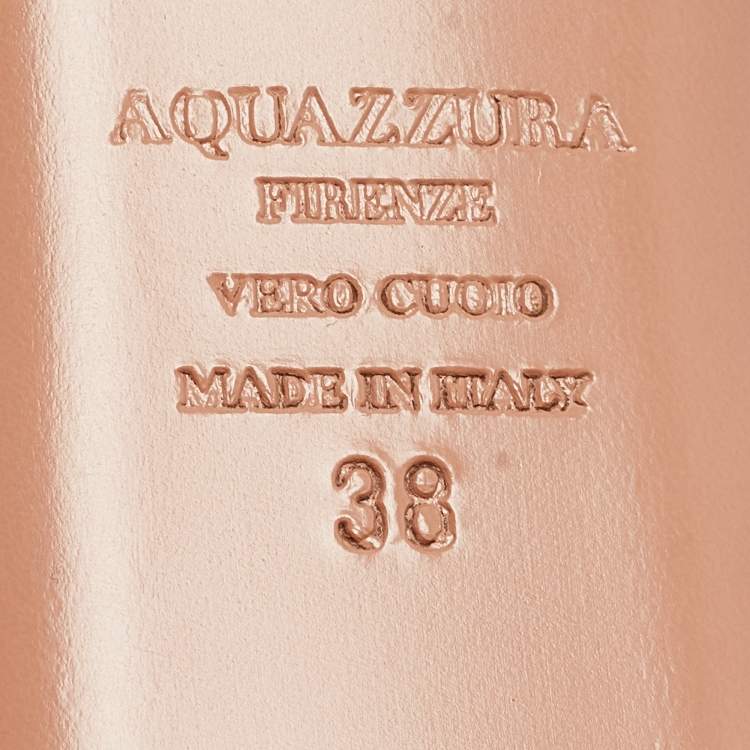 AQUAZZURA
FIRENZE
VERO CUOIO
MADE IN ITALY
38